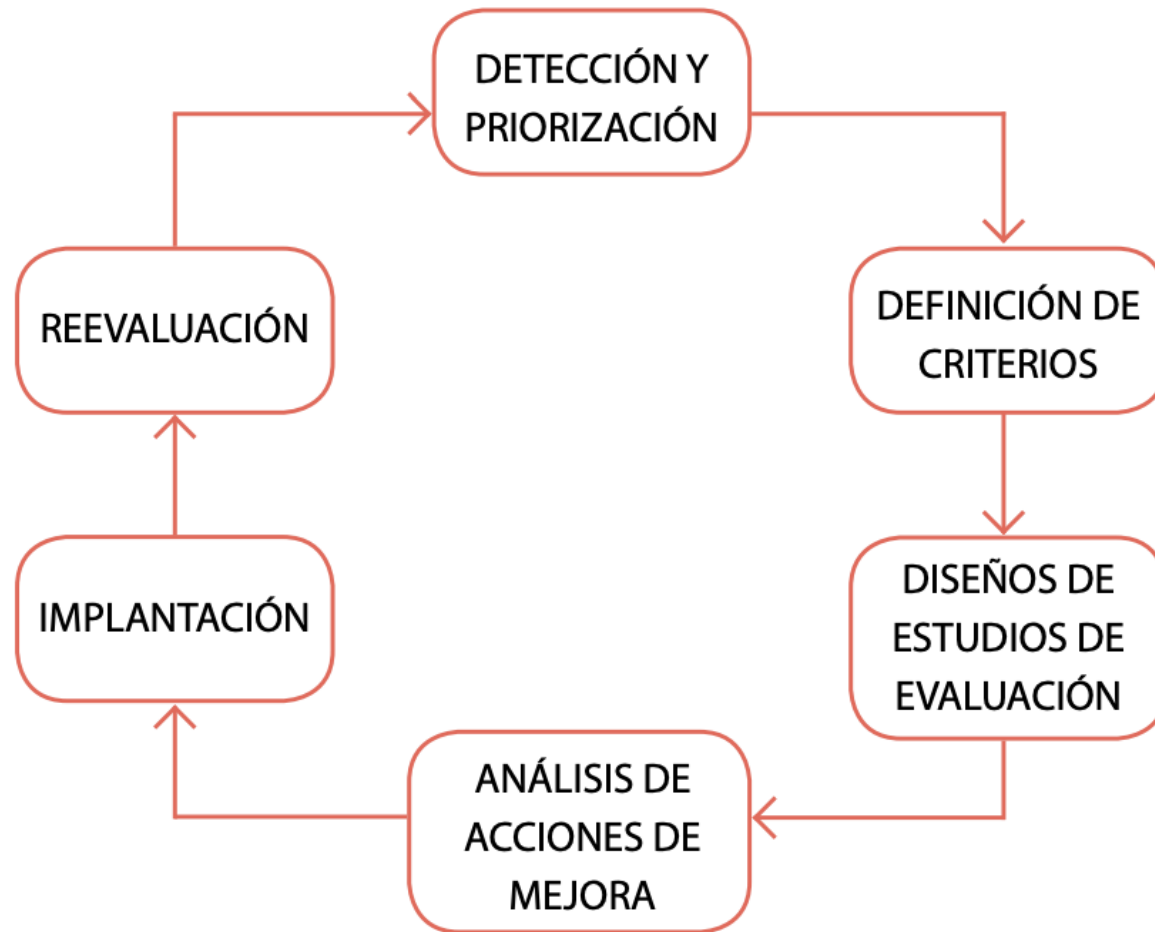 DETECCIÓN Y
PRIORIZACIÓN
DEFINICIÓN DE
CRITERIOS
DISEÑOS DE
ESTUDIOS DE
EVALUACIÓN
ANÁLISIS DE
ACCIONES DE
MEJORA
IMPLANTACIÓN
REEVALUACIÓN